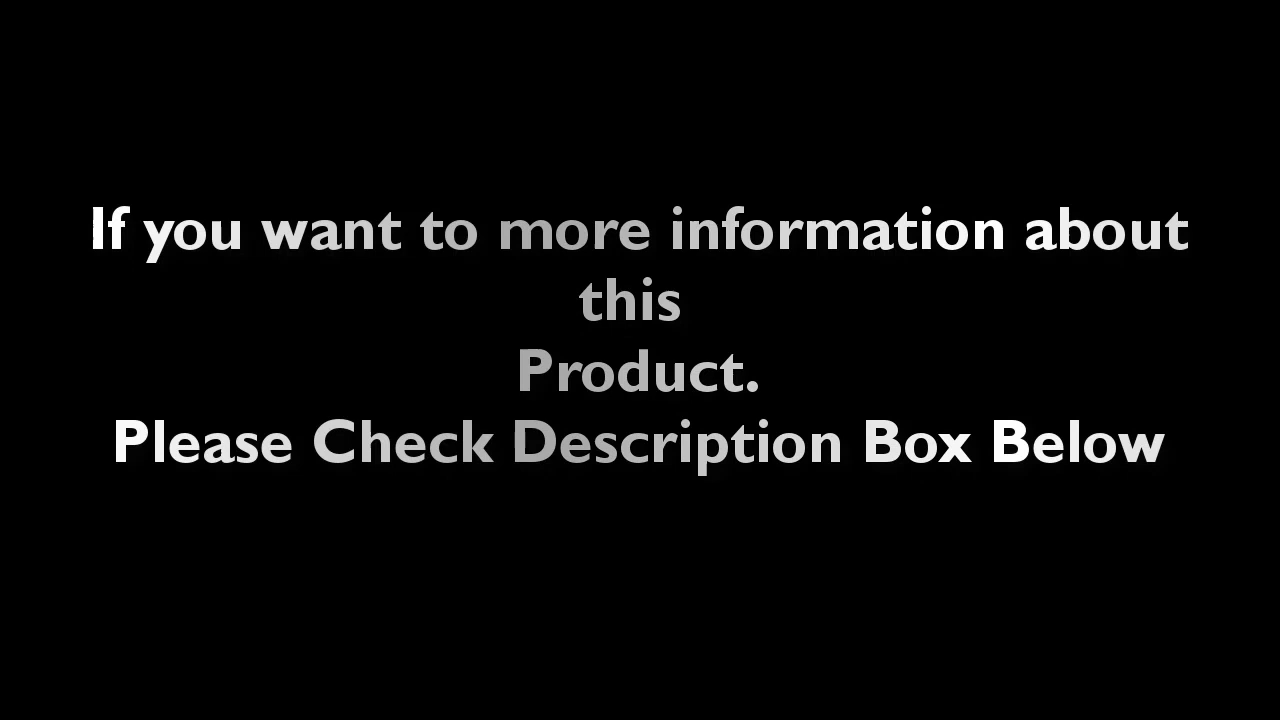 If you want to more information about
this
Product.
Please Check Description Box Below